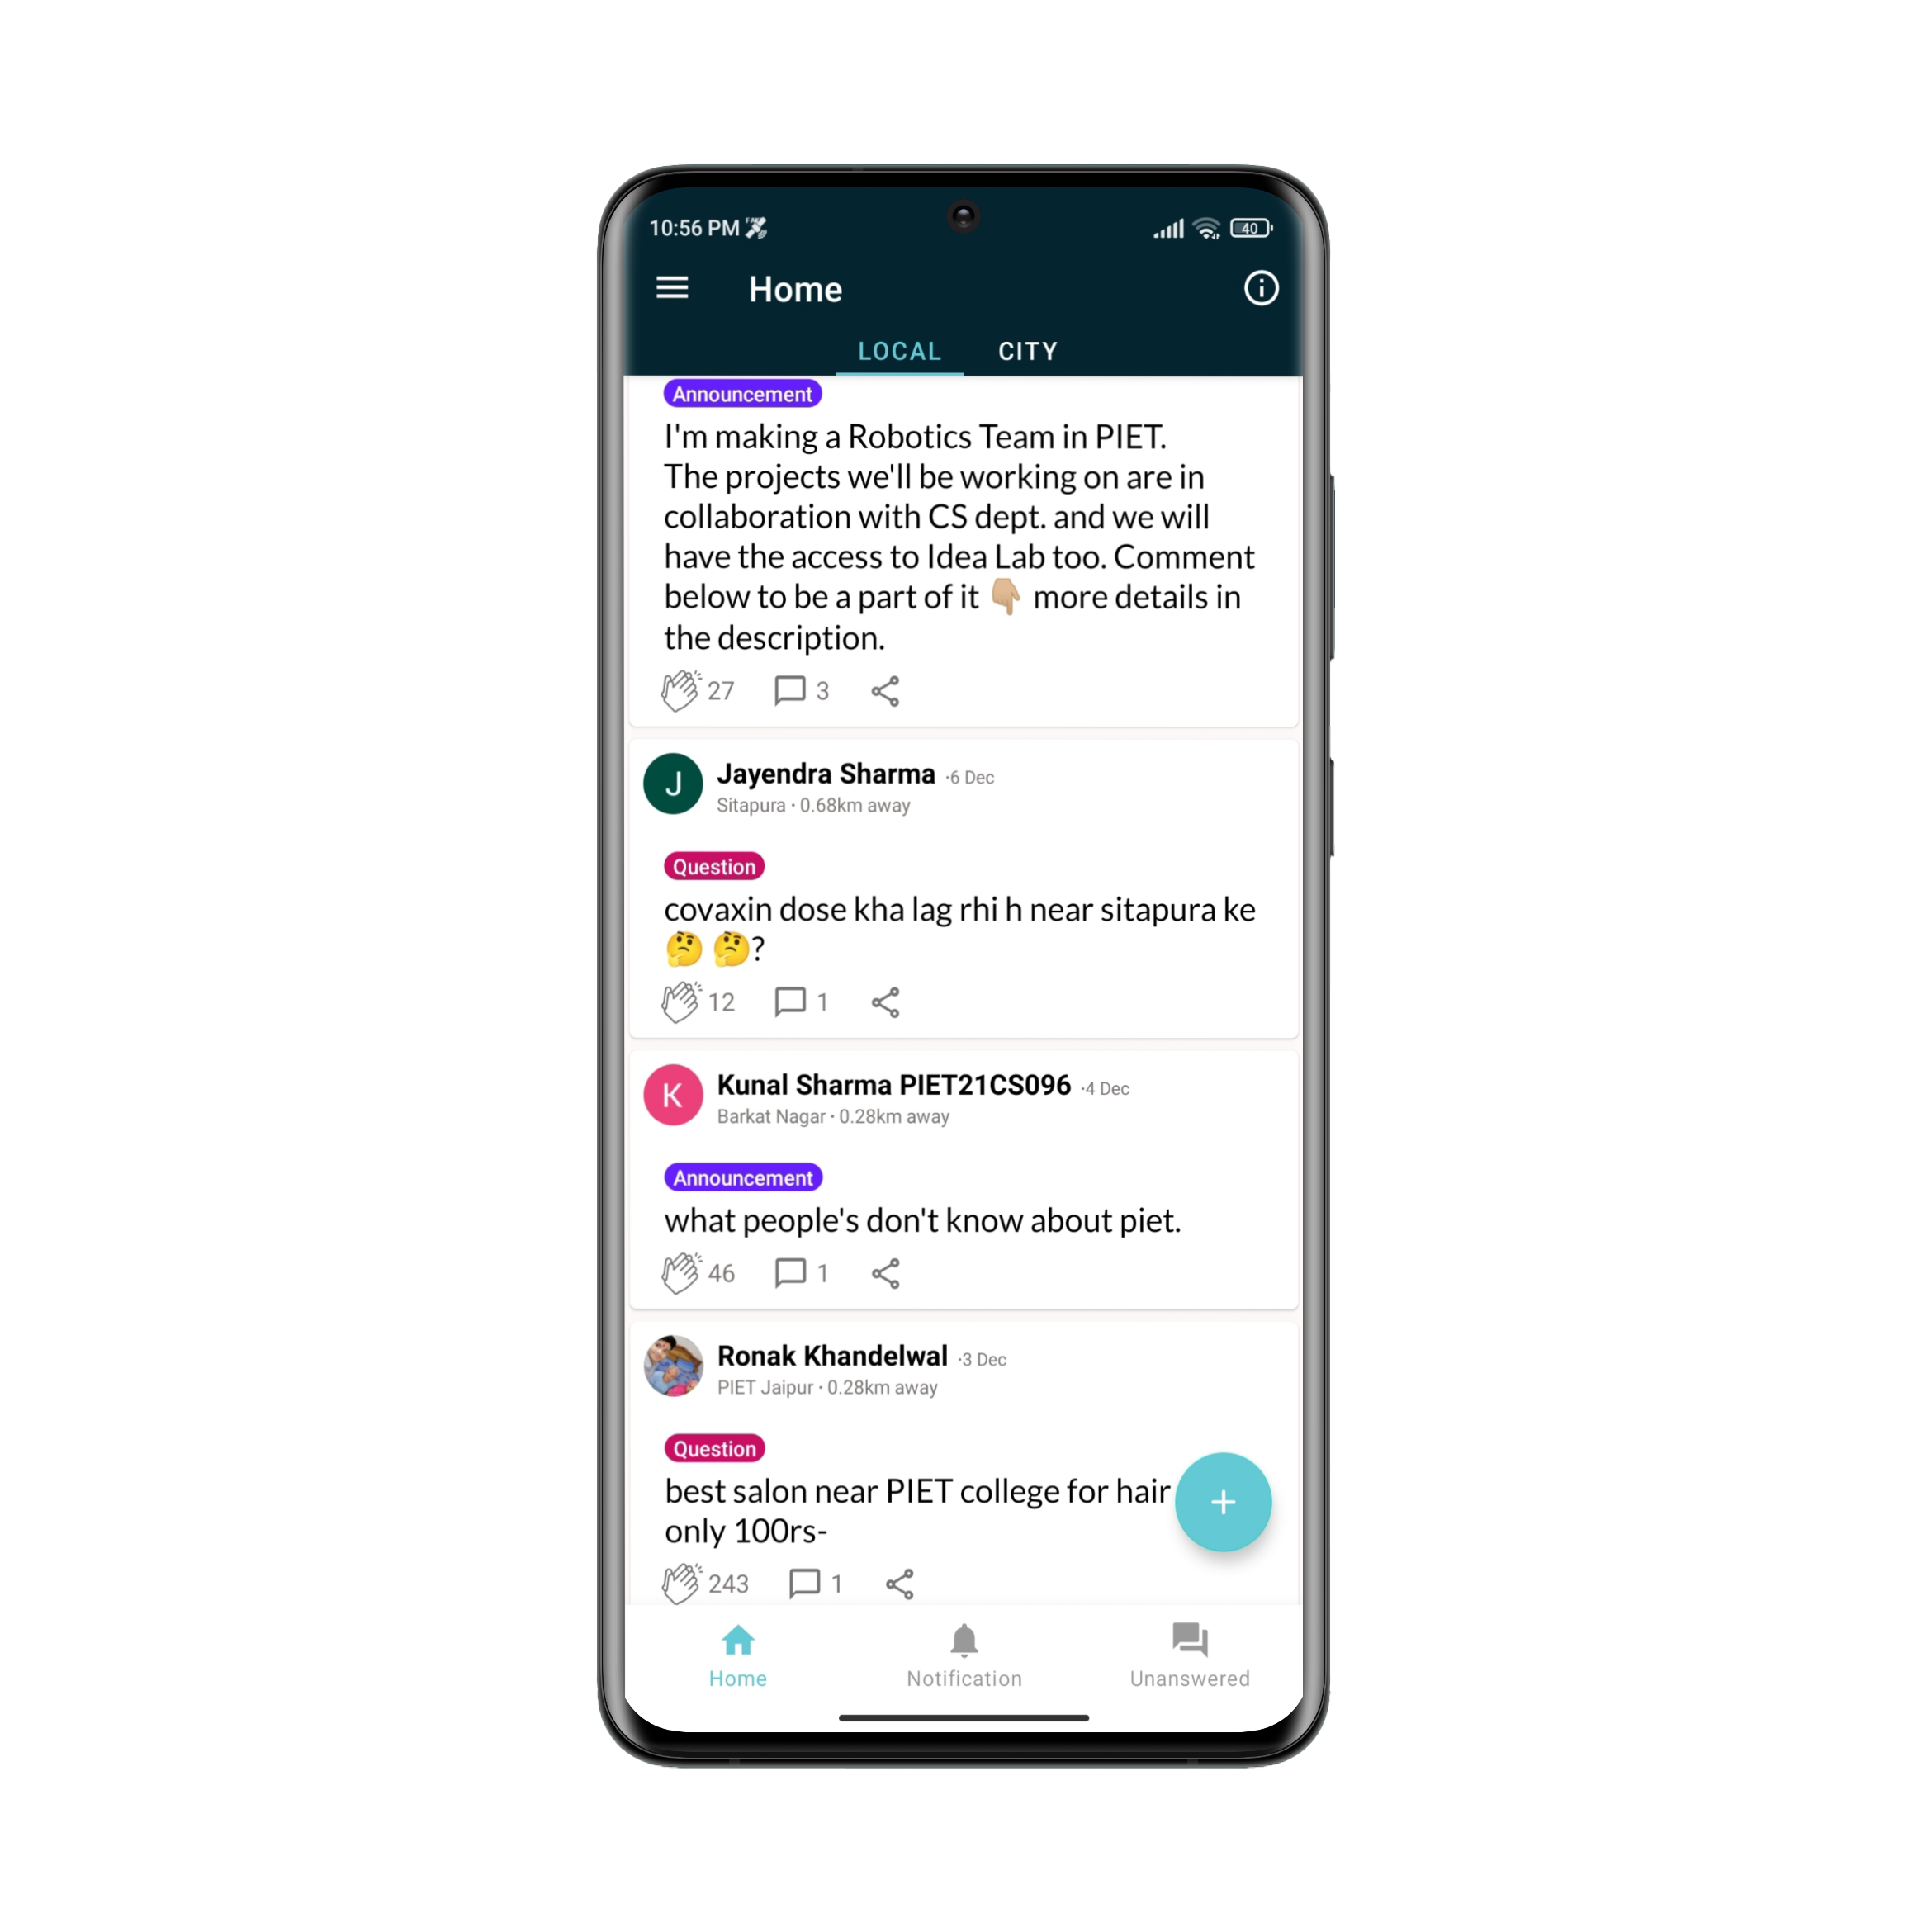 10:56 PM
40
Home
LOCAL CITY
Announcement
I'm making a Robotics Team in PIET.
The projects we'll be working on are in
collaboration with CS dept. and we will
have the access to Idea Lab too. Comment
below to be a part of it 👇🏼 more details in
the description.
27 3
J
Jayendra Sharma ·6 Dec
Sitapura · 0.68km away
Question
covaxin dose kha lag rhi h near sitapura ke
🤔 🤔?
12 1
K
Kunal Sharma PIET21CS096 ·4 Dec
Barkat Nagar · 0.28km away
Announcement
what people's don't know about piet.
46 1
Ronak Khandelwal ·3 Dec
PIET Jaipur · 0.28km away
Question
best salon near PIET college for hair
only 100rs-
+
243 1
Home Notification Unanswered